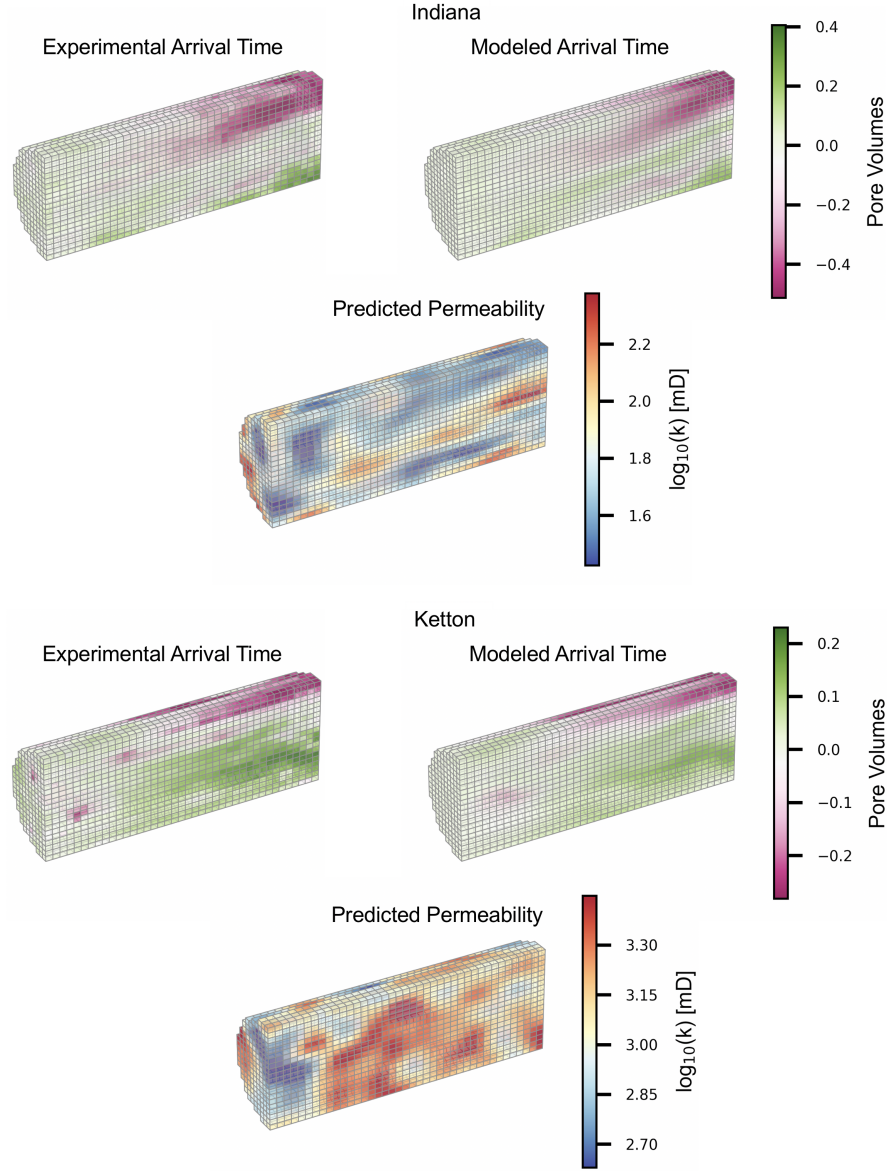 Indiana
Experimental Arrival Time
Modeled Arrival Time
0.4
0.2
0.0
−0.2
−0.4
Pore Volumes
Predicted Permeability
2.2
2.0
1.8
1.6
log₁₀(k) [mD]
Ketton
Experimental Arrival Time
Modeled Arrival Time
0.2
0.1
0.0
−0.1
−0.2
Pore Volumes
Predicted Permeability
3.30
3.15
3.00
2.85
2.70
log₁₀(k) [mD]